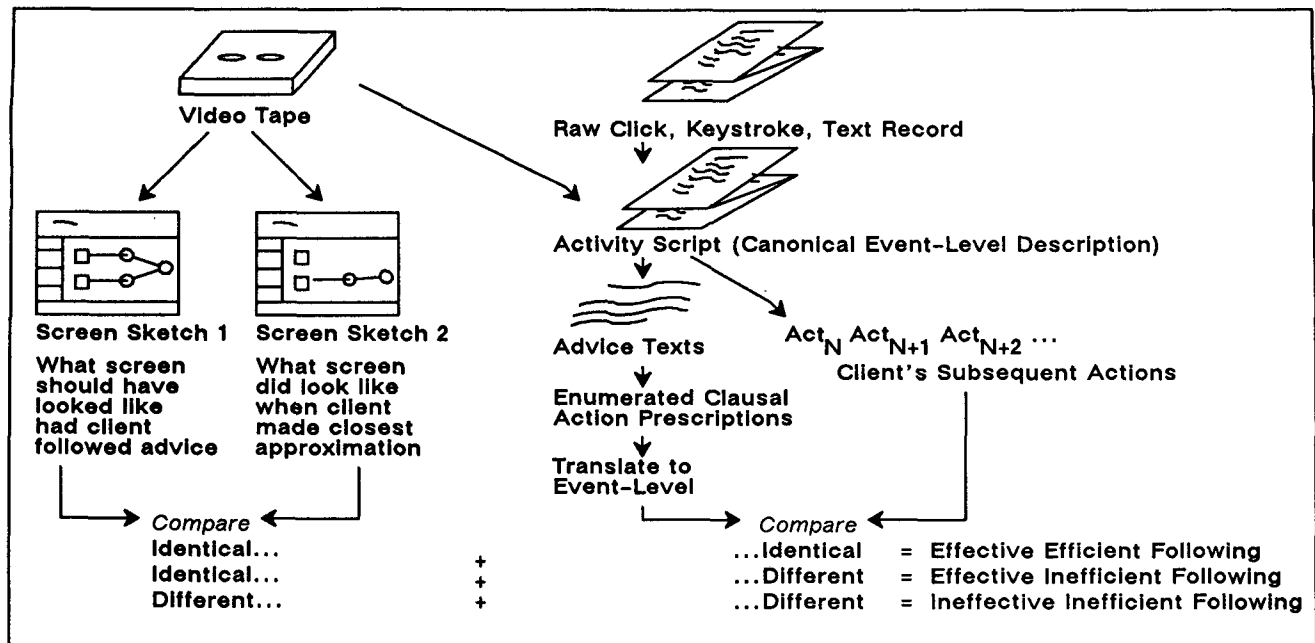 Video Tape
Raw Click, Keystroke, Text Record
Activity Script (Canonical Event-Level Description)
Screen Sketch 1
What screen
should have
looked like
had client
followed advice
Screen Sketch 2
What screen
did look like
when client
made closest
approximation
Advice Texts
Enumerated Clausal
Action Prescriptions
Translate to
Event-Level
Act_N Act_{N+1} Act_{N+2} ...
Client's Subsequent Actions
Compare
Compare
Identical... + ...Identical = Effective Efficient Following
Identical... + ...Different = Effective Inefficient Following
Different... + ...Different = Ineffective Inefficient Following